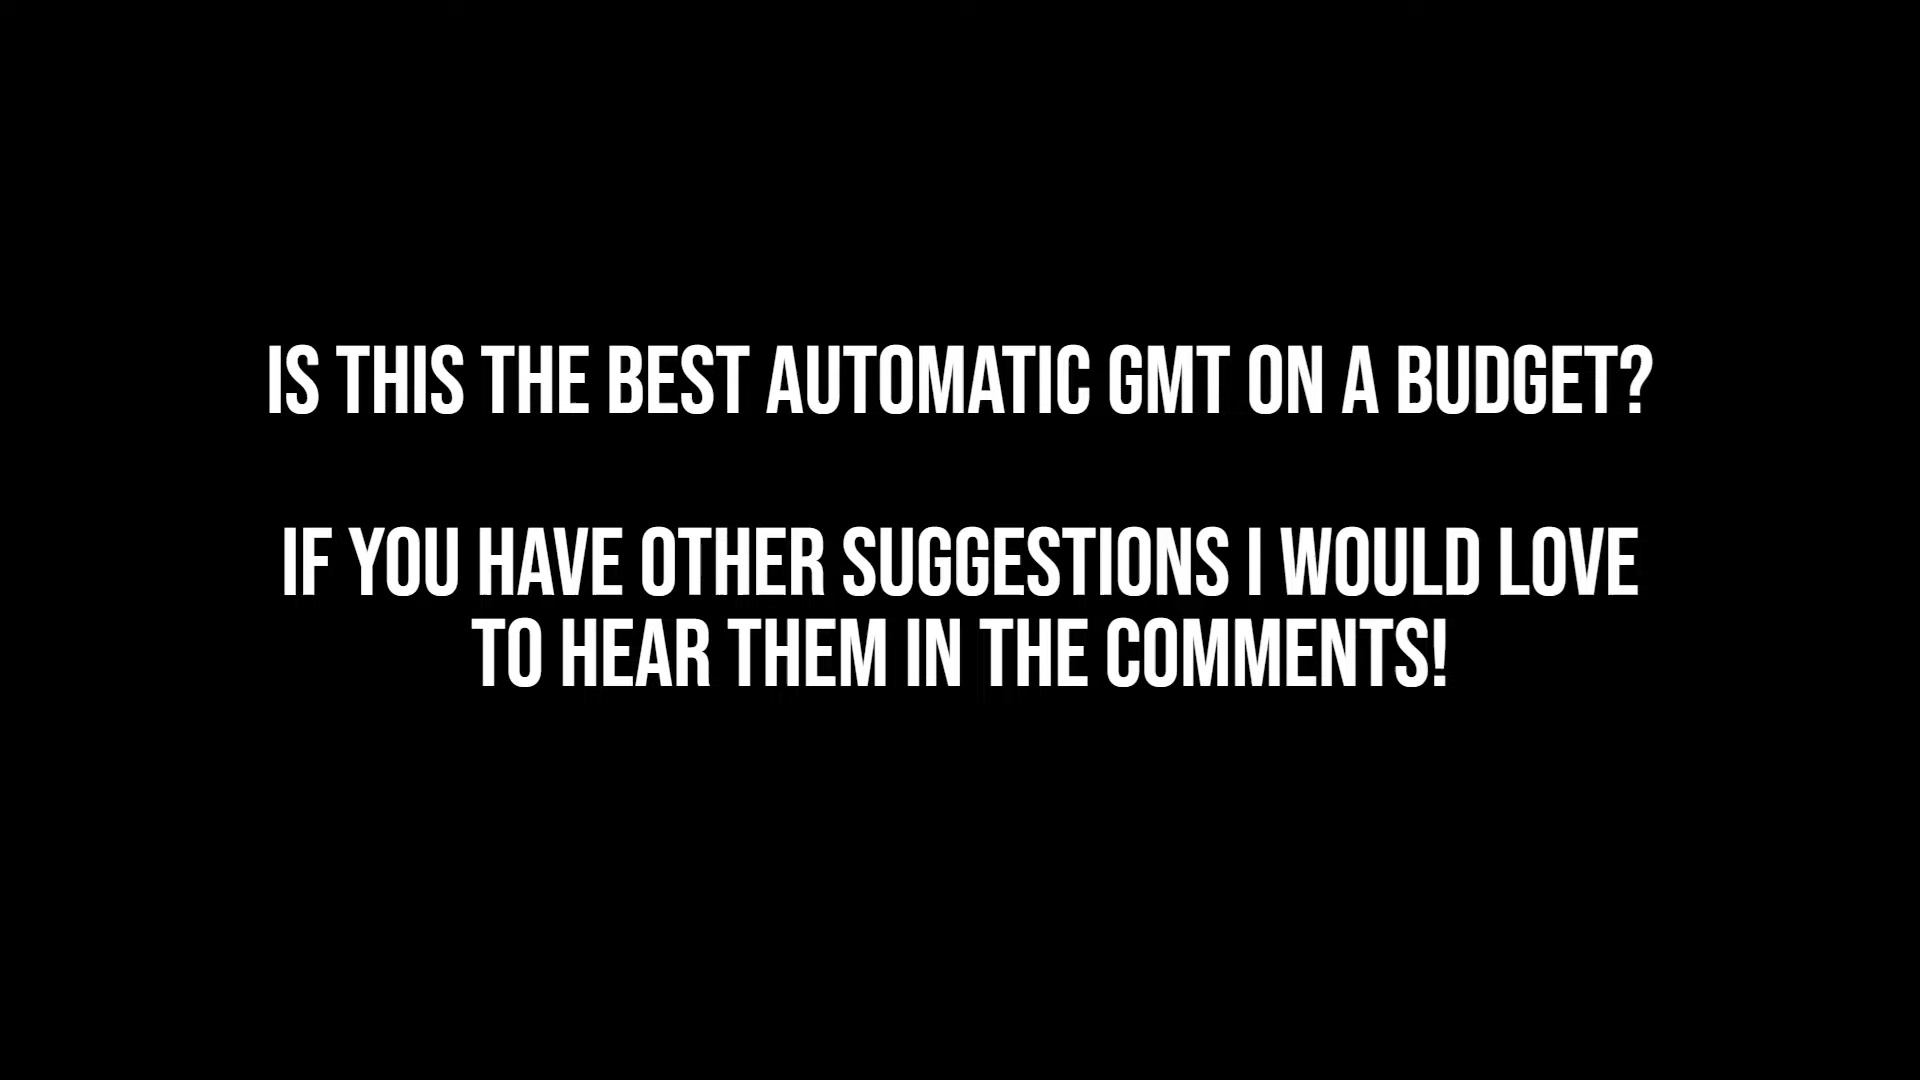 IS THIS THE BEST AUTOMATIC GMT ON A BUDGET?
IF YOU HAVE OTHER SUGGESTIONS I WOULD LOVE
TO HEAR THEM IN THE COMMENTS!